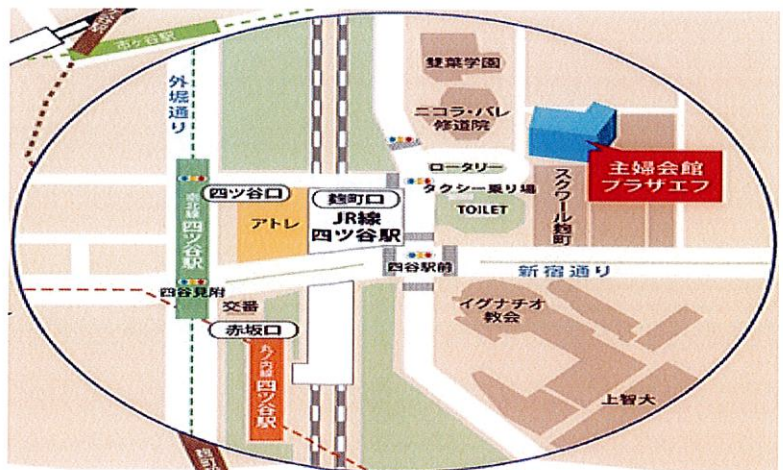 市ケ谷駅
外堀通り
雙葉学園
ニコラ・バレ
修道院
主婦会館
プラザエフ
ロータリー
タクシー乗り場
TOILET
スクワール麹町
四ツ谷口
麹町口
アトレ
JR線
四ツ谷駅
南北線 四ツ谷駅
四谷駅前
新宿通り
四谷見附
交番
赤坂口
丸ノ内線 四ツ谷駅
イグナチオ
教会
上智大